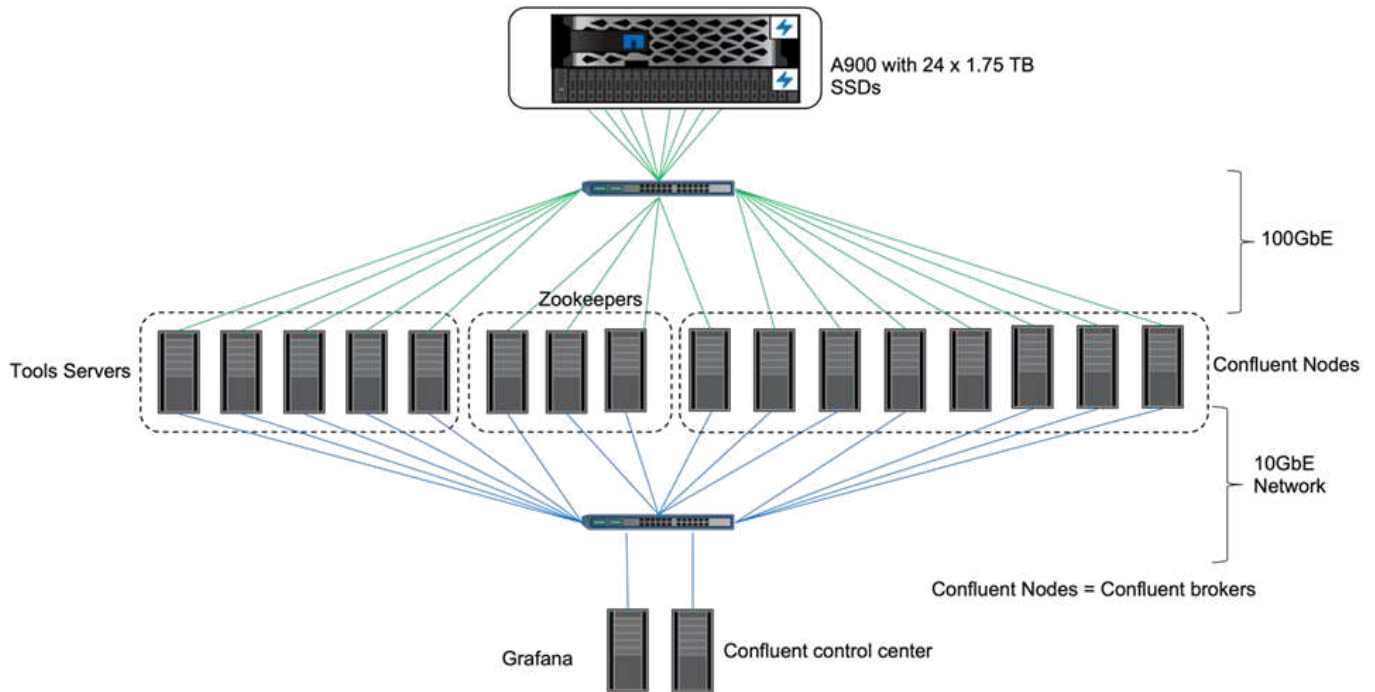 A900 with 24 x 1.75 TB
SSDs
100GbE
Zookeepers
Tools Servers
Confluent Nodes
10GbE
Network
Confluent Nodes = Confluent brokers
Grafana
Confluent control center